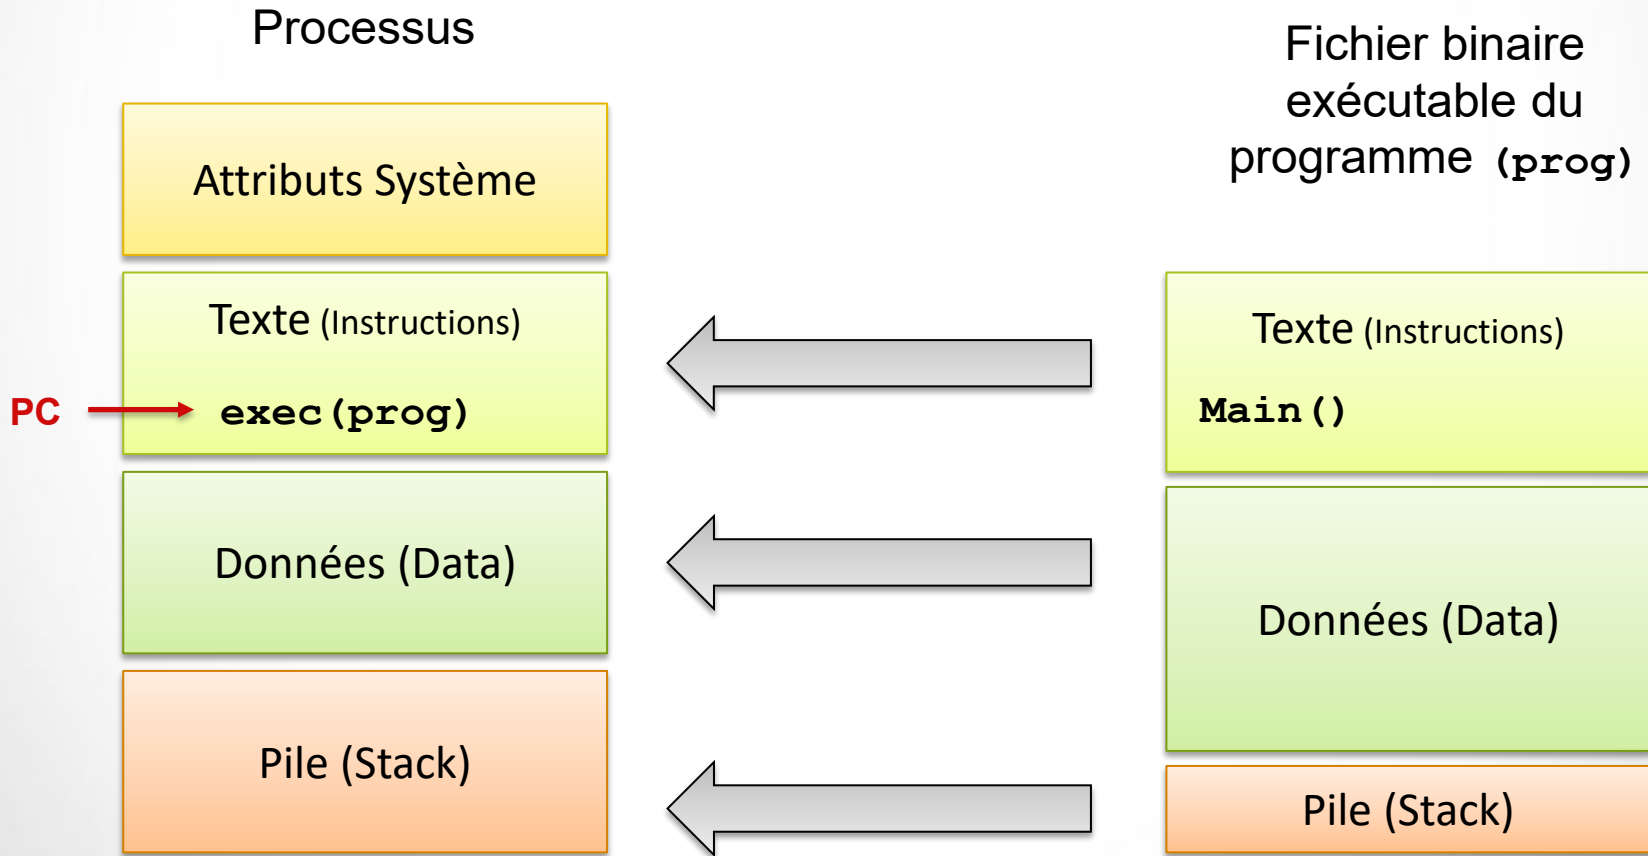 Processus
Fichier binaire
exécutable du
programme (prog)
Attributs Système
Texte (Instructions)
PC
exec(prog)
Données (Data)
Pile (Stack)
Texte (Instructions)
Main()
Données (Data)
Pile (Stack)